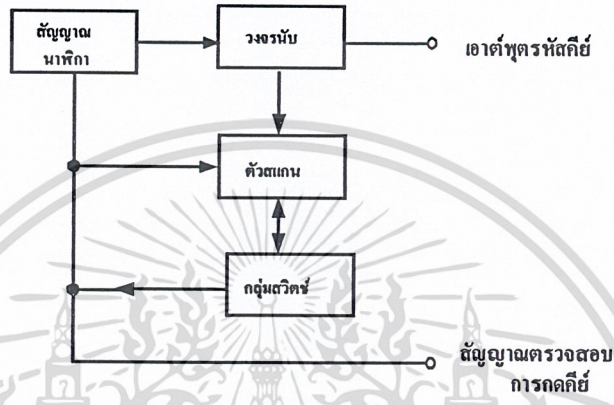 สัญญาณ
นาฬิกา
วงจรนับ
เอาต์พุตรหัสคีย์
ตัวสแกน
กลุ่มสวิตช์
สัญญาณตรวจสอบ
การกดคีย์